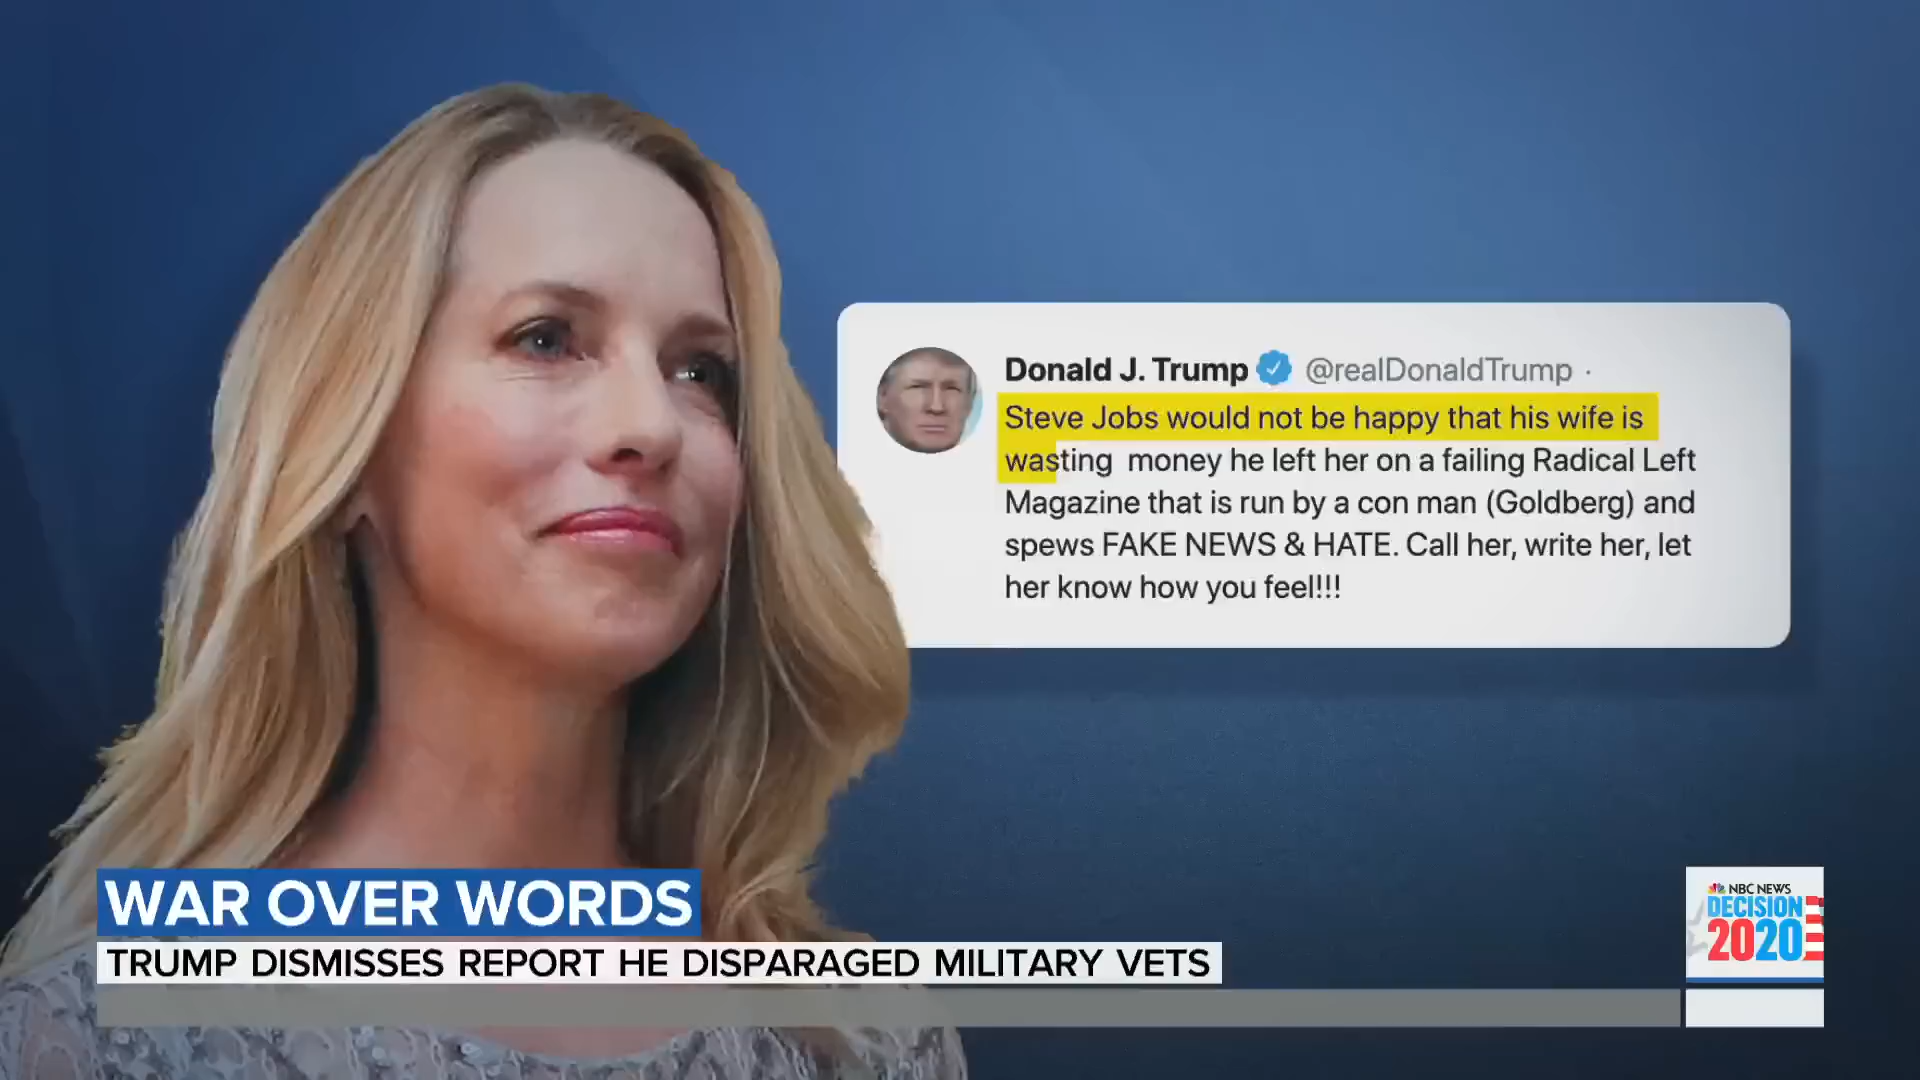 Donald J. Trump @realDonaldTrump ·
Steve Jobs would not be happy that his wife is
wasting money he left her on a failing Radical Left
Magazine that is run by a con man (Goldberg) and
spews FAKE NEWS & HATE. Call her, write her, let
her know how you feel!!!
WAR OVER WORDS
TRUMP DISMISSES REPORT HE DISPARAGED MILITARY VETS
NBC NEWS
DECISION
2020